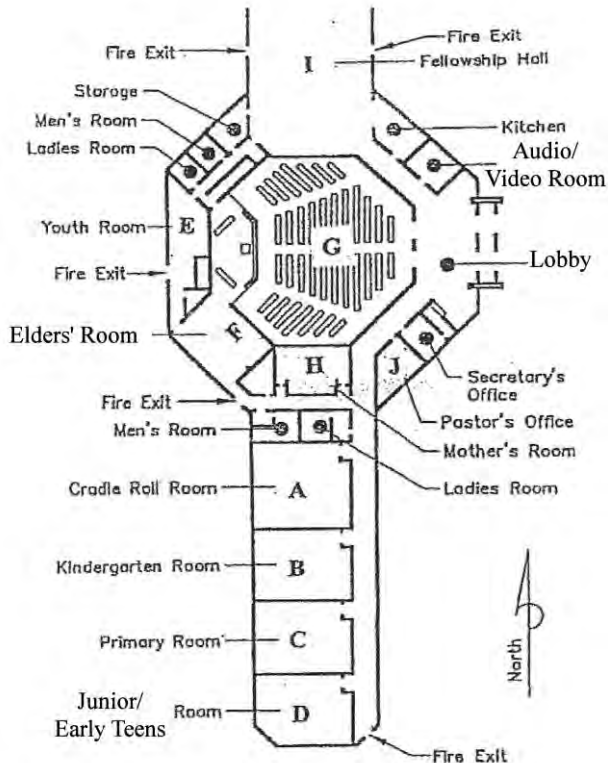 Fire Exit
Fire Exit
I
Fellowship Hall
Storage
Men's Room
Ladies Room
Kitchen
Audio/
Video Room
E
Youth Room
G
Lobby
Fire Exit
Elders' Room
F
H
J
Secretary's
Office
Fire Exit
Pastor's Office
Men's Room
Mother's Room
Ladies Room
Cradle Roll Room
A
Kindergarten Room
B
Primary Room
C
North
Junior/
Early Teens
Room
D
Fire Exit